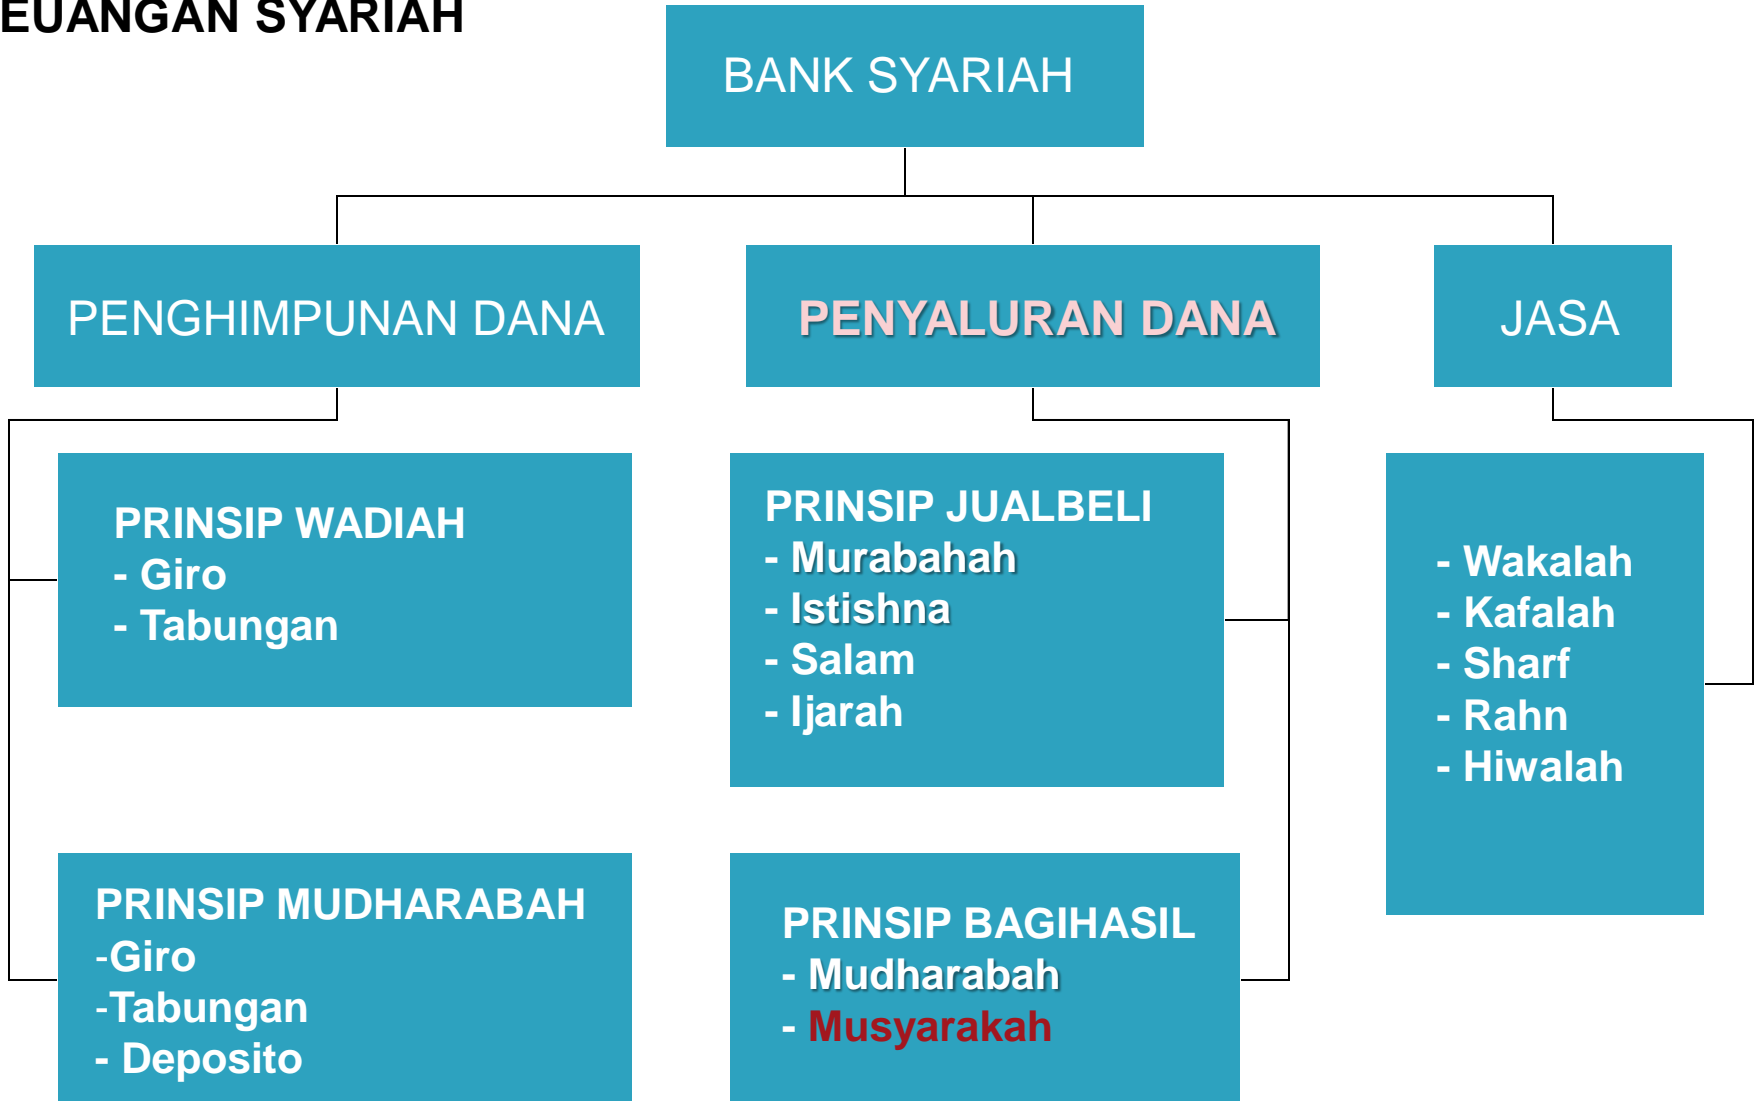 EUANGAN SYARIAH
BANK SYARIAH
PENGHIMPUNAN DANA
PENYALURAN DANA
JASA
PRINSIP WADIAH
- Giro
- Tabungan
PRINSIP JUALBELI
- Murabahah
- Istishna
- Salam
- Ijarah
- Wakalah
- Kafalah
- Sharf
- Rahn
- Hiwalah
PRINSIP MUDHARABAH
-Giro
-Tabungan
- Deposito
PRINSIP BAGIHASIL
- Mudharabah
- Musyarakah